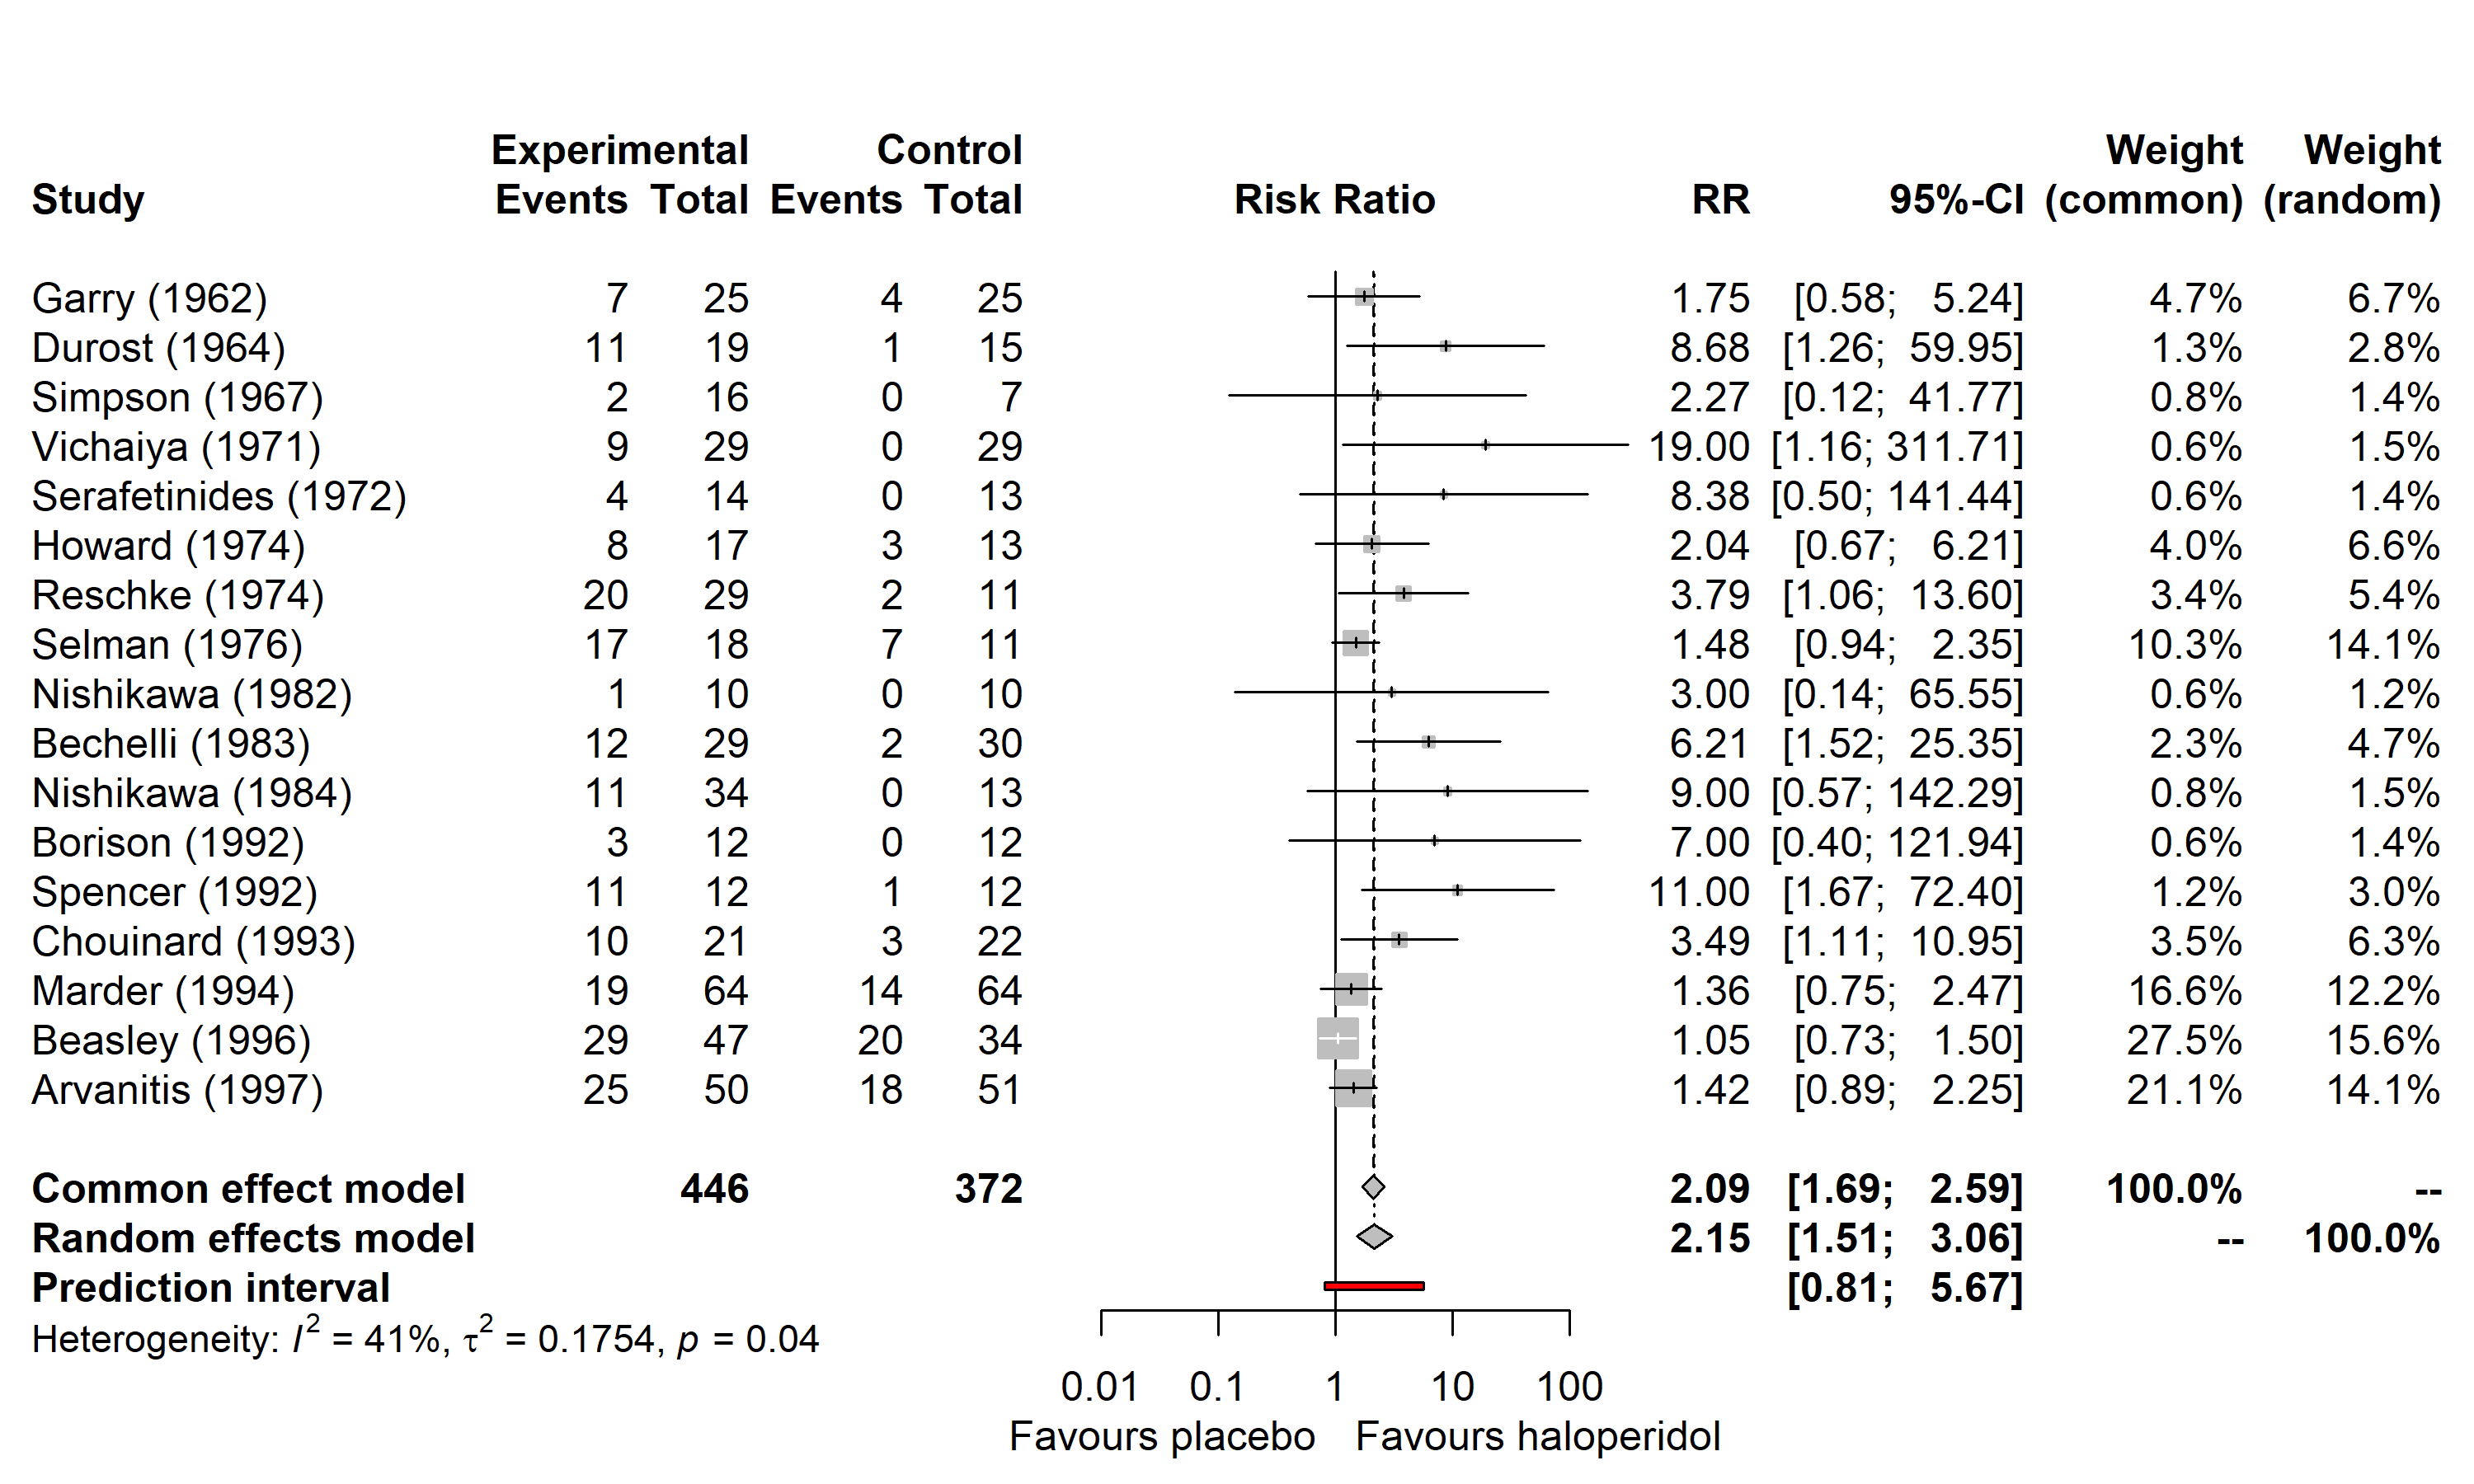 Experimental Control Weight Weight
Study Events Total Events Total Risk Ratio RR 95%-CI (common) (random)
Garry (1962) 7 25 4 25 1.75 [0.58; 5.24] 4.7% 6.7%
Durost (1964) 11 19 1 15 8.68 [1.26; 59.95] 1.3% 2.8%
Simpson (1967) 2 16 0 7 2.27 [0.12; 41.77] 0.8% 1.4%
Vichaiya (1971) 9 29 0 29 19.00 [1.16; 311.71] 0.6% 1.5%
Serafetinides (1972) 4 14 0 13 8.38 [0.50; 141.44] 0.6% 1.4%
Howard (1974) 8 17 3 13 2.04 [0.67; 6.21] 4.0% 6.6%
Reschke (1974) 20 29 2 11 3.79 [1.06; 13.60] 3.4% 5.4%
Selman (1976) 17 18 7 11 1.48 [0.94; 2.35] 10.3% 14.1%
Nishikawa (1982) 1 10 0 10 3.00 [0.14; 65.55] 0.6% 1.2%
Bechelli (1983) 12 29 2 30 6.21 [1.52; 25.35] 2.3% 4.7%
Nishikawa (1984) 11 34 0 13 9.00 [0.57; 142.29] 0.8% 1.5%
Borison (1992) 3 12 0 12 7.00 [0.40; 121.94] 0.6% 1.4%
Spencer (1992) 11 12 1 12 11.00 [1.67; 72.40] 1.2% 3.0%
Chouinard (1993) 10 21 3 22 3.49 [1.11; 10.95] 3.5% 6.3%
Marder (1994) 19 64 14 64 1.36 [0.75; 2.47] 16.6% 12.2%
Beasley (1996) 29 47 20 34 1.05 [0.73; 1.50] 27.5% 15.6%
Arvanitis (1997) 25 50 18 51 1.42 [0.89; 2.25] 21.1% 14.1%
Common effect model 446 372 2.09 [1.69; 2.59] 100.0% --
Random effects model 2.15 [1.51; 3.06] -- 100.0%
Prediction interval [0.81; 5.67]
Heterogeneity: I² = 41%, τ² = 0.1754, p = 0.04
0.01 0.1 1 10 100
Favours placebo Favours haloperidol